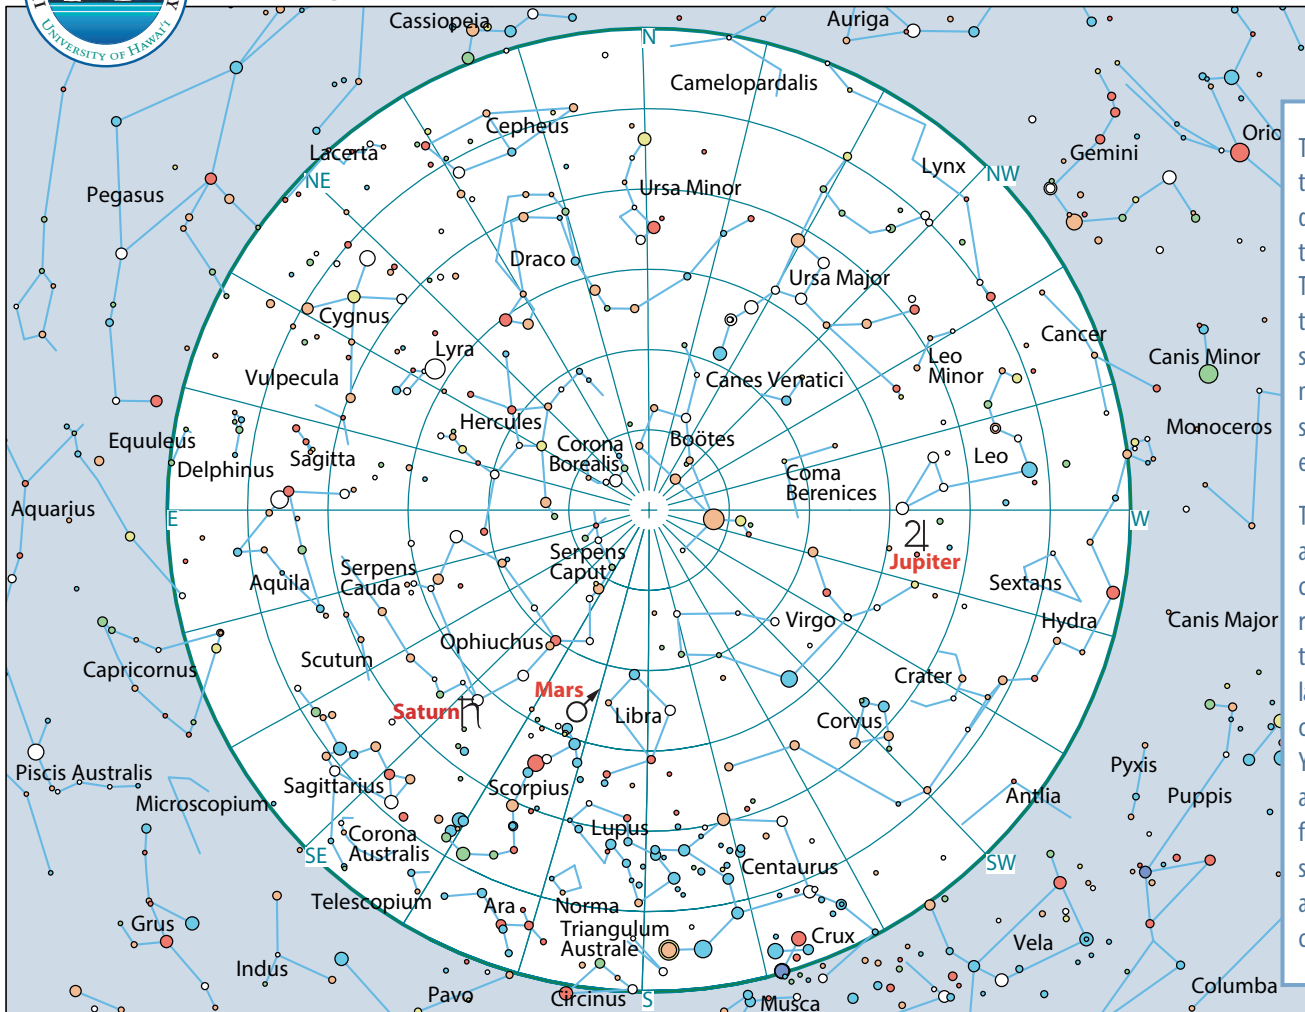 UNIVERSITY OF HAWAI'I
Cassiopeia
Auriga
N
Camelopardalis
Cepheus
Lacerta
NE
Pegasus
Ursa Minor
Lynx
NW
Gemini
Orio
Draco
Ursa Major
Cygnus
Lyra
Vulpecula
Cancer
Leo
Minor
Canis Minor
Canes Venatici
Hercules
Corona
Borealis
Boötes
Equuleus
Delphinus
Sagitta
Monoceros
Leo
Coma
Berenices
Aquarius
E
W
Jupiter
Serpens
Caput
Serpens
Cauda
Aquila
Sextans
Virgo
Hydra
Canis Major
Ophiuchus
Scutum
Capricornus
Mars
Saturn
Libra
Crater
Corvus
Piscis Australis
Microscopium
Sagittarius
Scorpius
Pyxis
Puppis
Antlia
Corona
Australis
Lupus
Centaurus
SE
SW
Telescopium
Ara
Norma
Triangulum
Australe
Crux
Vela
Grus
Indus
Pavo
Circinus
S
Musca
Columba